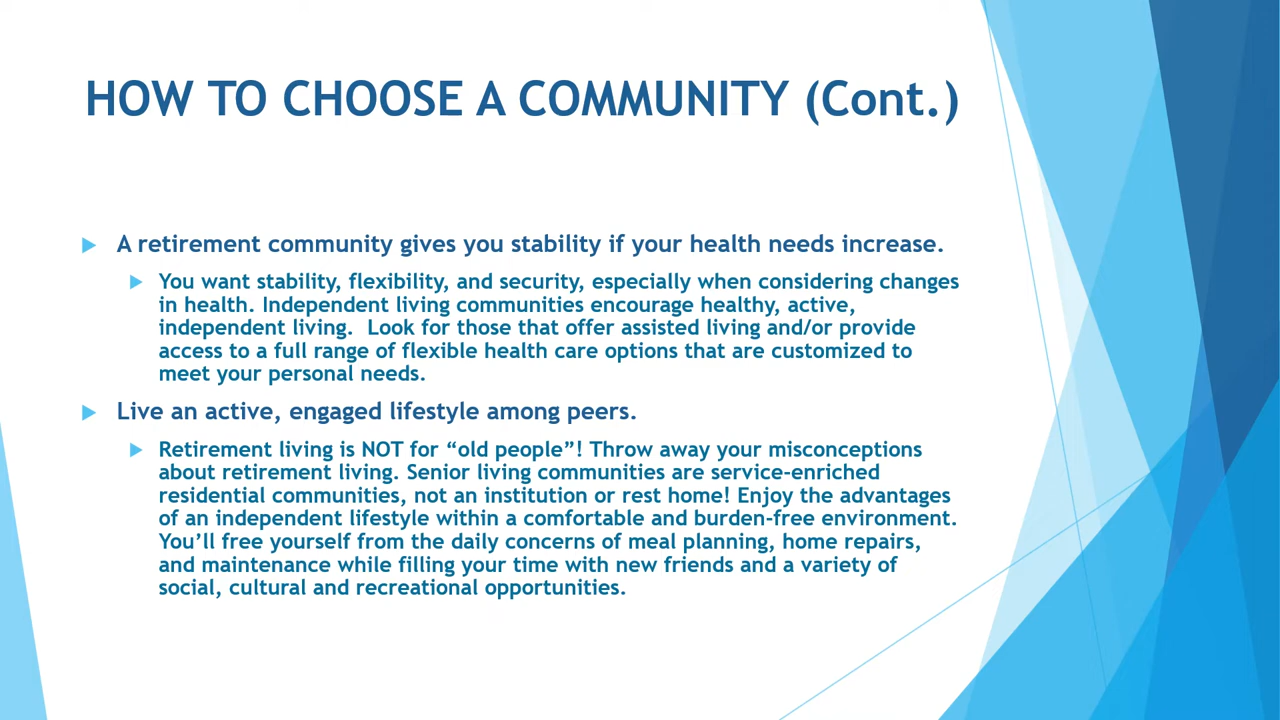 HOW TO CHOOSE A COMMUNITY (Cont.)
A retirement community gives you stability if your health needs increase.
You want stability, flexibility, and security, especially when considering changes
in health. Independent living communities encourage healthy, active,
independent living.  Look for those that offer assisted living and/or provide
access to a full range of flexible health care options that are customized to
meet your personal needs.
Live an active, engaged lifestyle among peers.
Retirement living is NOT for “old people”! Throw away your misconceptions
about retirement living. Senior living communities are service-enriched
residential communities, not an institution or rest home! Enjoy the advantages
of an independent lifestyle within a comfortable and burden-free environment.
You’ll free yourself from the daily concerns of meal planning, home repairs,
and maintenance while filling your time with new friends and a variety of
social, cultural and recreational opportunities.